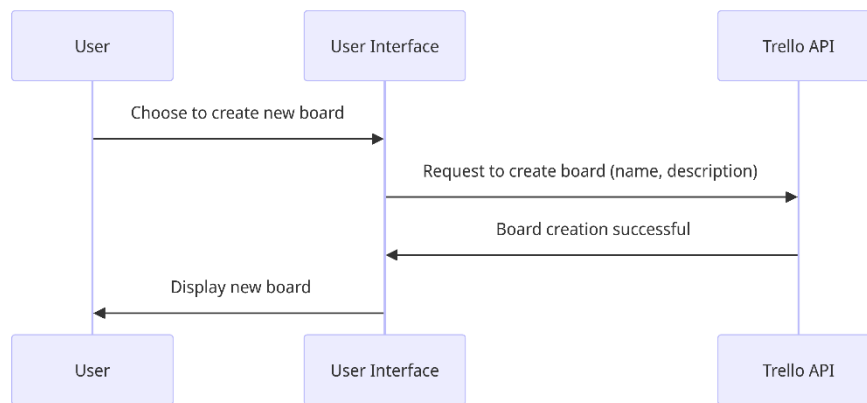 User
User Interface
Trello API
Choose to create new board
Request to create board (name, description)
Board creation successful
Display new board
User
User Interface
Trello API